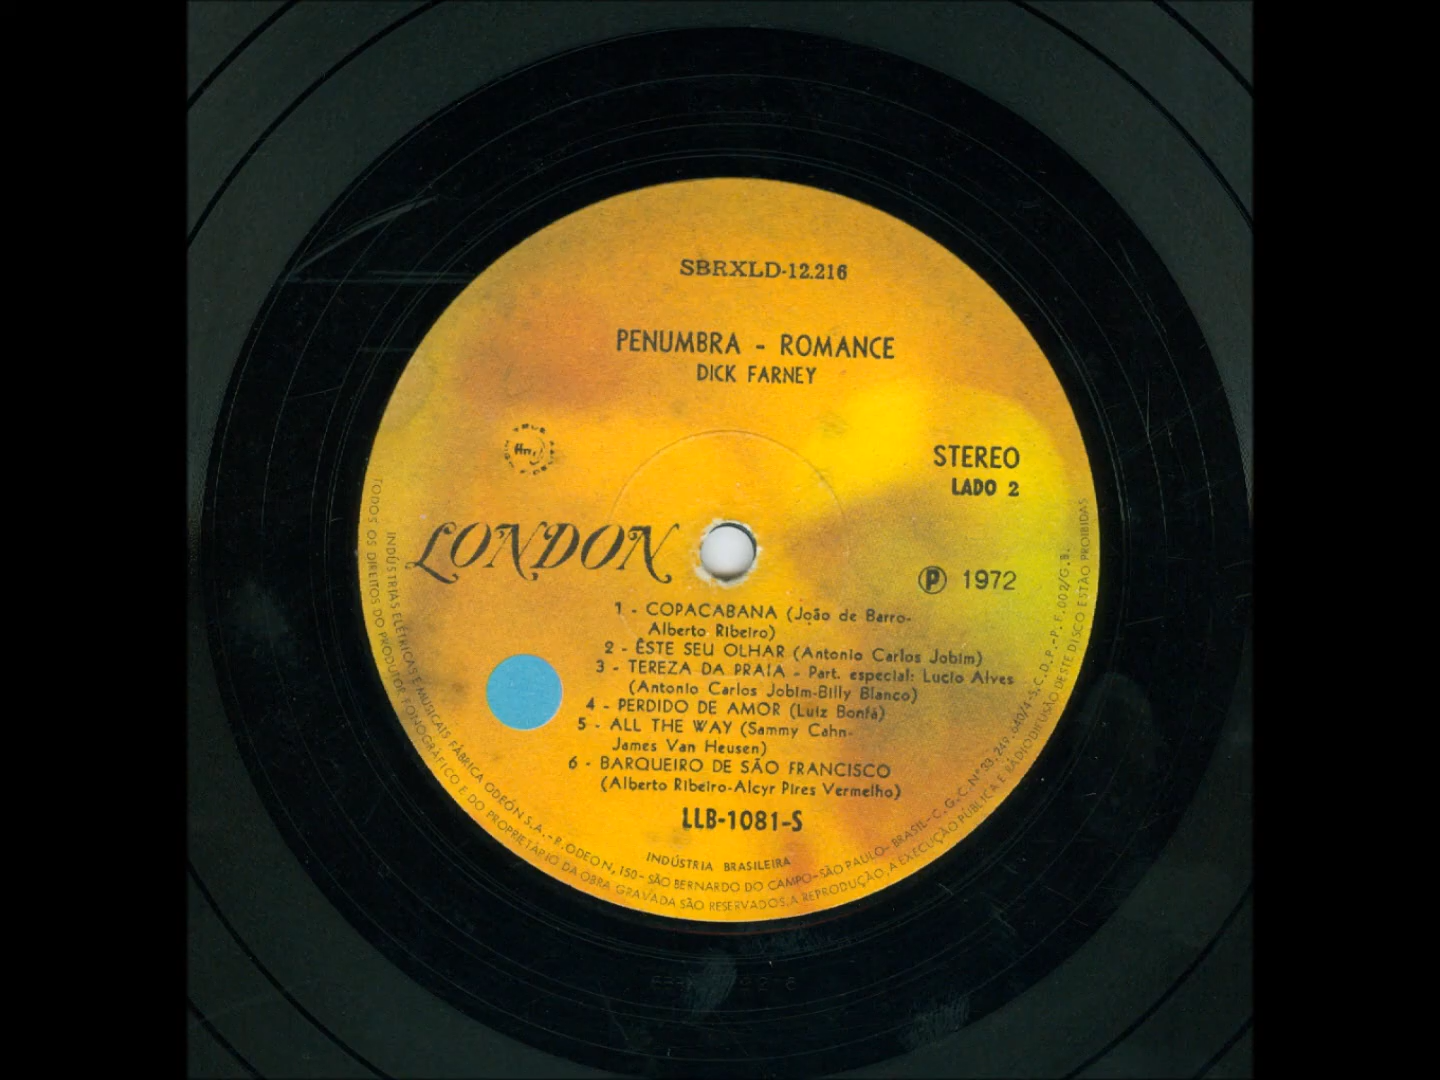 SBRXLD-12.216
PENUMBRA - ROMANCE
DICK FARNEY
ffrr
STEREO
LADO 2
LONDON
Ⓟ 1972
1 - COPACABANA (João de Barro-
Alberto Ribeiro)
2 - ÊSTE SEU OLHAR (Antonio Carlos Jobim)
3 - TEREZA DA PRAIA - Part. especial: Lucio Alves
(Antonio Carlos Jobim-Billy Blanco)
4 - PERDIDO DE AMOR (Luiz Bonfá)
5 - ALL THE WAY (Sammy Cahn-
James Van Heusen)
6 - BARQUEIRO DE SÃO FRANCISCO
(Alberto Ribeiro-Alcyr Pires Vermelho)
LLB-1081-S
INDÚSTRIA BRASILEIRA
INDÚSTRIAS ELÉTRICAS E MUSICAIS FÁBRICA ODEÓN S.A. - P. ODEON, 150 - SÃO BERNARDO DO CAMPO - SÃO PAULO - BRASIL - C.G.C. Nº 33.249.640/4 - S.C.D.P. - P.F. 002/G.B.
TODOS OS DIREITOS DO PRODUTOR FONOGRÁFICO E DO PROPRIETÁRIO DA OBRA GRAVADA SÃO RESERVADOS. A REPRODUÇÃO, A EXECUÇÃO PÚBLICA E RADIODIFUSÃO DESTE DISCO ESTÃO PROIBIDAS